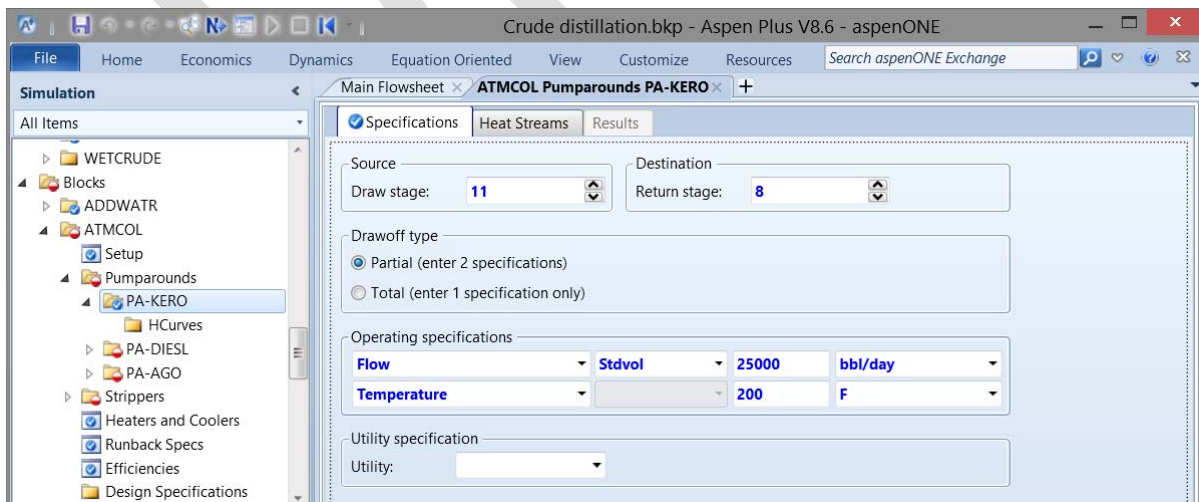 Crude distillation.bkp - Aspen Plus V8.6 - aspenONE
File Home Economics Dynamics Equation Oriented View Customize Resources Search aspenONE Exchange
Simulation
All Items
WETCRUDE
Blocks
ADDWATR
ATMCOL
Setup
Pumparounds
PA-KERO
HCurves
PA-DIESL
PA-AGO
Strippers
Heaters and Coolers
Runback Specs
Efficiencies
Design Specifications
Main Flowsheet ATMCOL Pumparounds PA-KERO
Specifications Heat Streams Results
Source
Draw stage: 11
Destination
Return stage: 8
Drawoff type
Partial (enter 2 specifications)
Total (enter 1 specification only)
Operating specifications
Flow Stdvol 25000 bbl/day
Temperature 200 F
Utility specification
Utility: